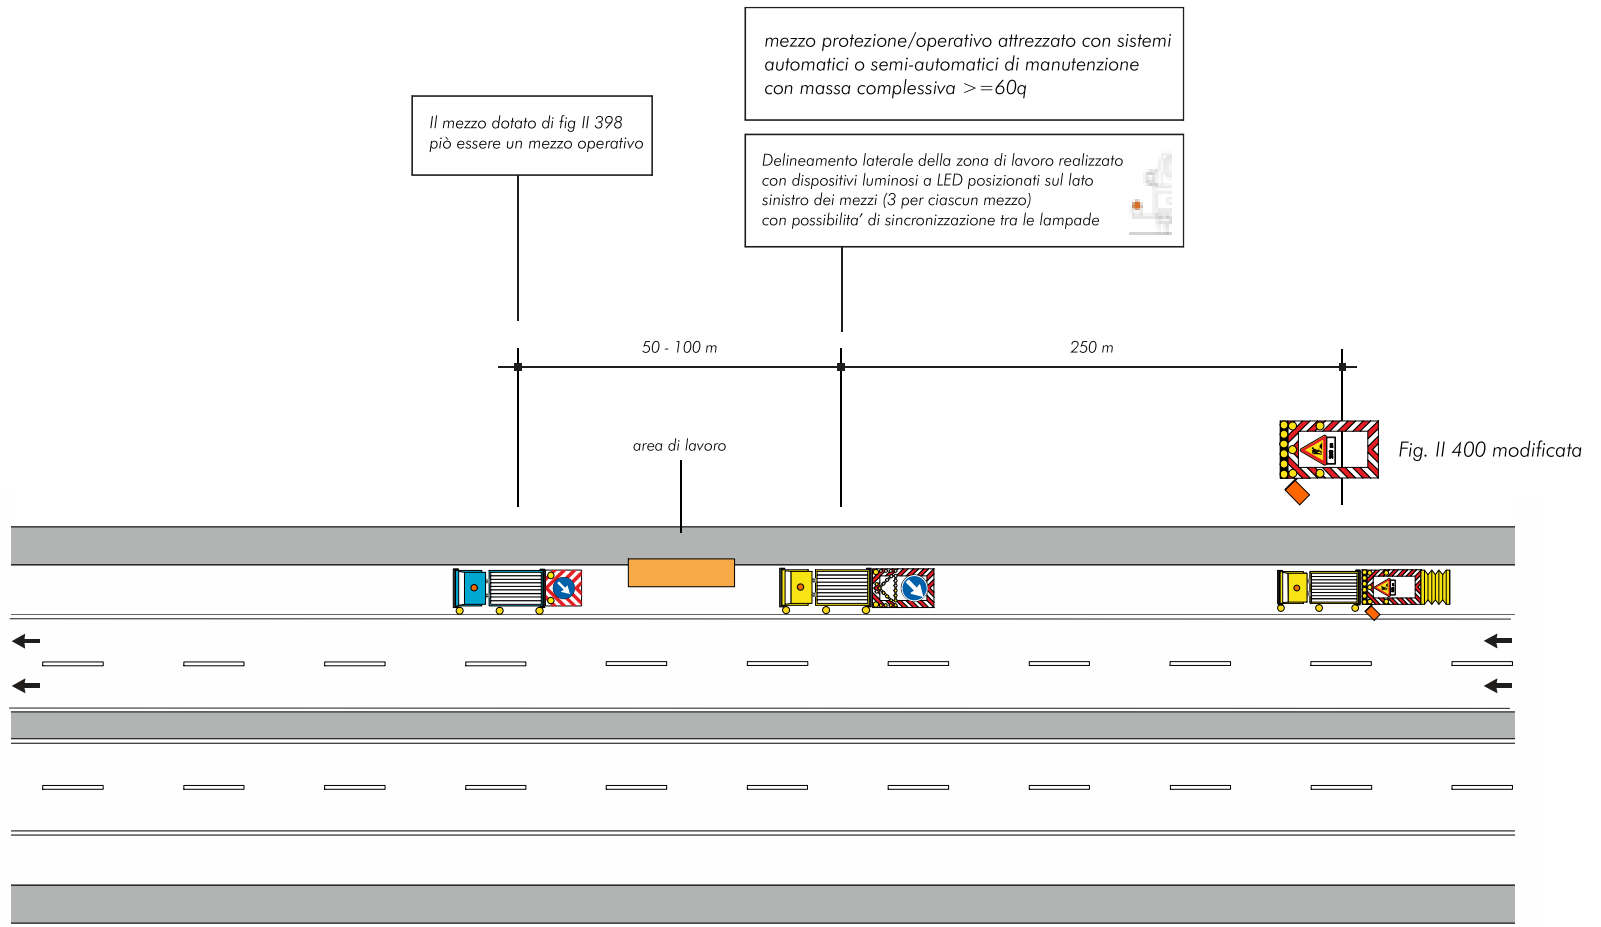 mezzo protezione/operativo attrezzato con sistemi
automatici o semi-automatici di manutenzione
con massa complessiva >=60q
Il mezzo dotato di fig II 398
piò essere un mezzo operativo
Delineamento laterale della zona di lavoro realizzato
con dispositivi luminosi a LED posizionati sul lato
sinistro dei mezzi (3 per ciascun mezzo)
con possibilita' di sincronizzazione tra le lampade
50 - 100 m
250 m
area di lavoro
Fig. II 400 modificata